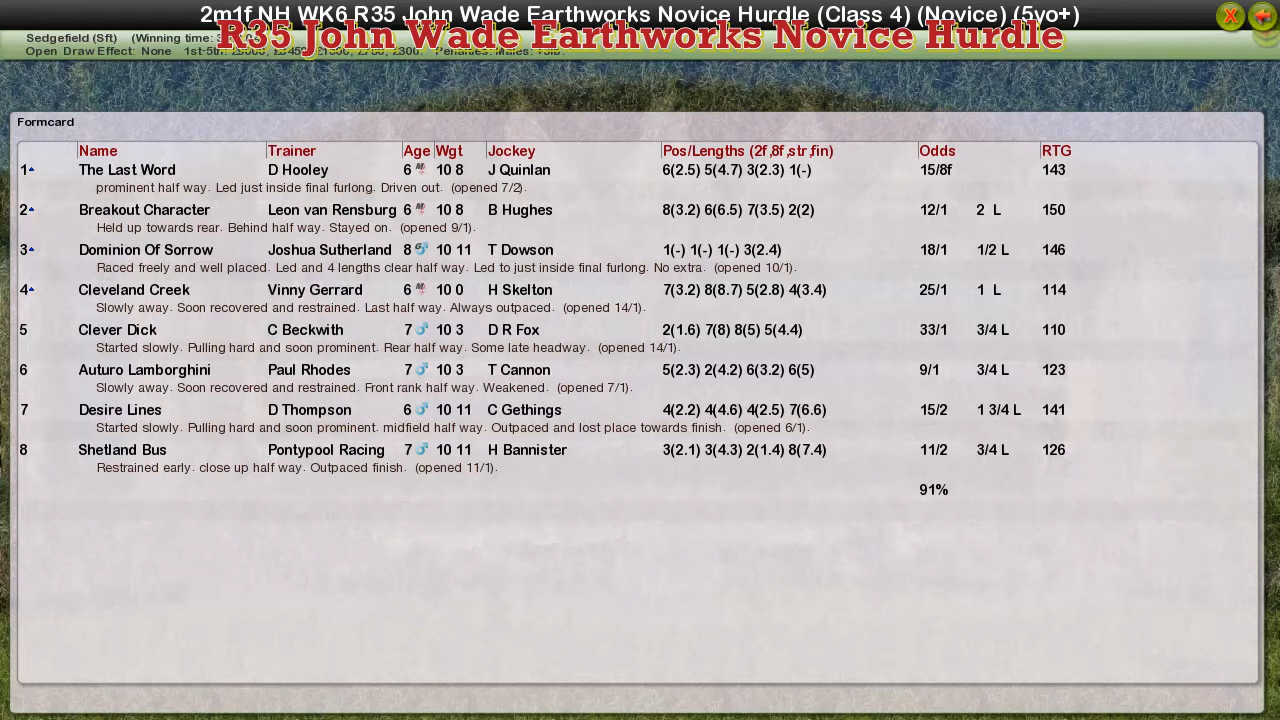 2m1f NH WK6 R35 John Wade Earthworks Novice Hurdle (Class 4) (Novice) (5yo+)
R35 John Wade Earthworks Novice Hurdle
Sedgefield (Sft) (Winning time:
Open Draw Effect: None 1st-5th: Penalties: Males:
Formcard
Name Trainer Age Wgt Jockey Pos/Lengths (2f,8f,str,fin) Odds RTG
1 The Last Word D Hooley 6 10 8 J Quinlan 6(2.5) 5(4.7) 3(2.3) 1(-) 15/8f 143
prominent half way. Led just inside final furlong. Driven out. (opened 7/2).
2 Breakout Character Leon van Rensburg 6 10 8 B Hughes 8(3.2) 6(6.5) 7(3.5) 2(2) 12/1 2 L 150
Held up towards rear. Behind half way. Stayed on. (opened 9/1).
3 Dominion Of Sorrow Joshua Sutherland 8 10 11 T Dowson 1(-) 1(-) 1(-) 3(2.4) 18/1 1/2 L 146
Raced freely and well placed. Led and 4 lengths clear half way. Led to just inside final furlong. No extra. (opened 10/1).
4 Cleveland Creek Vinny Gerrard 6 10 0 H Skelton 7(3.2) 8(8.7) 5(2.8) 4(3.4) 25/1 1 L 114
Slowly away. Soon recovered and restrained. Last half way. Always outpaced. (opened 14/1).
5 Clever Dick C Beckwith 7 10 3 D R Fox 2(1.6) 7(8) 8(5) 5(4.4) 33/1 3/4 L 110
Started slowly. Pulling hard and soon prominent. Rear half way. Some late headway. (opened 14/1).
6 Auturo Lamborghini Paul Rhodes 7 10 3 T Cannon 5(2.3) 2(4.2) 6(3.2) 6(5) 9/1 3/4 L 123
Slowly away. Soon recovered and restrained. Front rank half way. Weakened. (opened 7/1).
7 Desire Lines D Thompson 6 10 11 C Gethings 4(2.2) 4(4.6) 4(2.5) 7(6.6) 15/2 1 3/4 L 141
Started slowly. Pulling hard and soon prominent. midfield half way. Outpaced and lost place towards finish. (opened 6/1).
8 Shetland Bus Pontypool Racing 7 10 11 H Bannister 3(2.1) 3(4.3) 2(1.4) 8(7.4) 11/2 3/4 L 126
Restrained early. close up half way. Outpaced finish. (opened 11/1).
91%